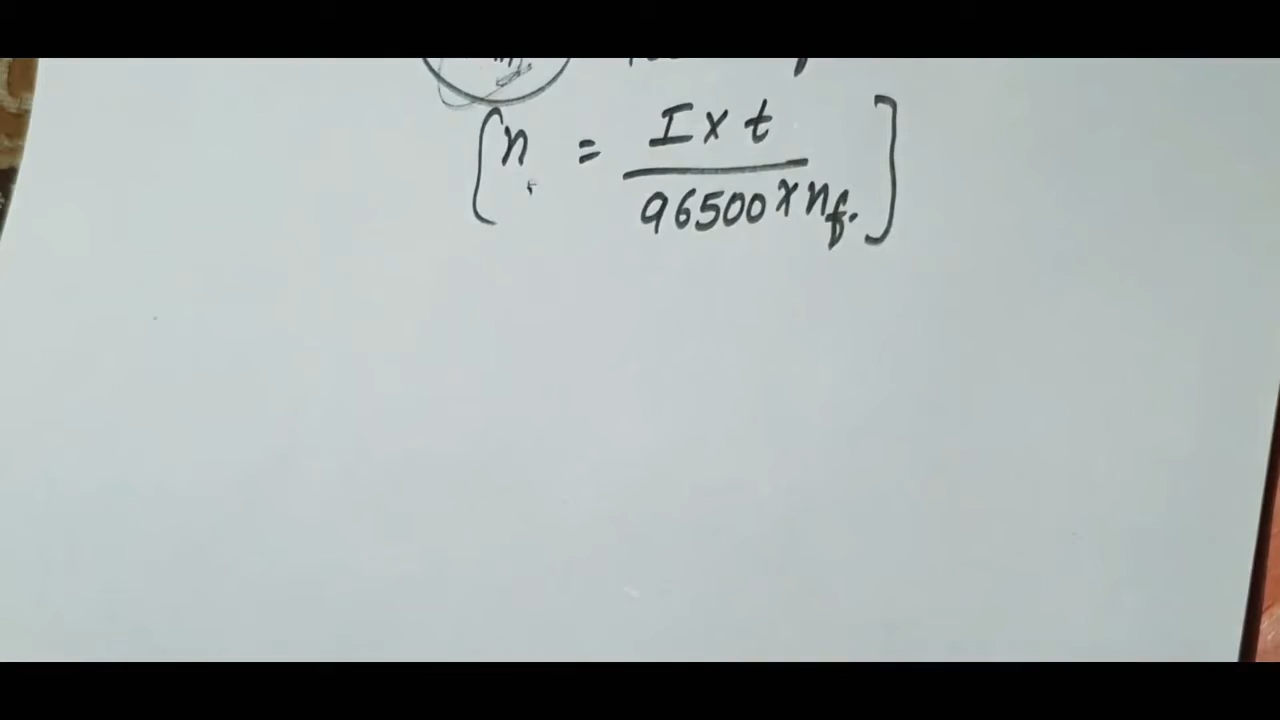 [n = I x t
96500 x nf.]